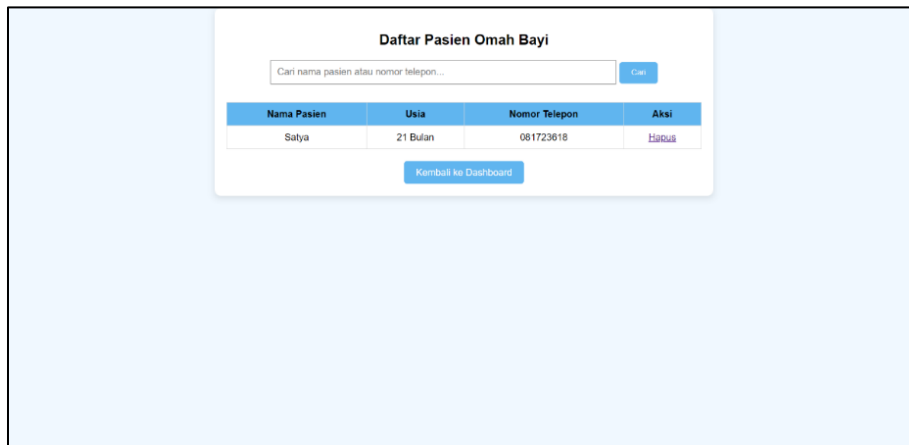 Daftar Pasien Omah Bayi
Cari nama pasien atau nomor telepon... Cari
Nama Pasien Usia Nomor Telepon Aksi
Satya 21 Bulan 081723618 Hapus
Kembali ke Dashboard